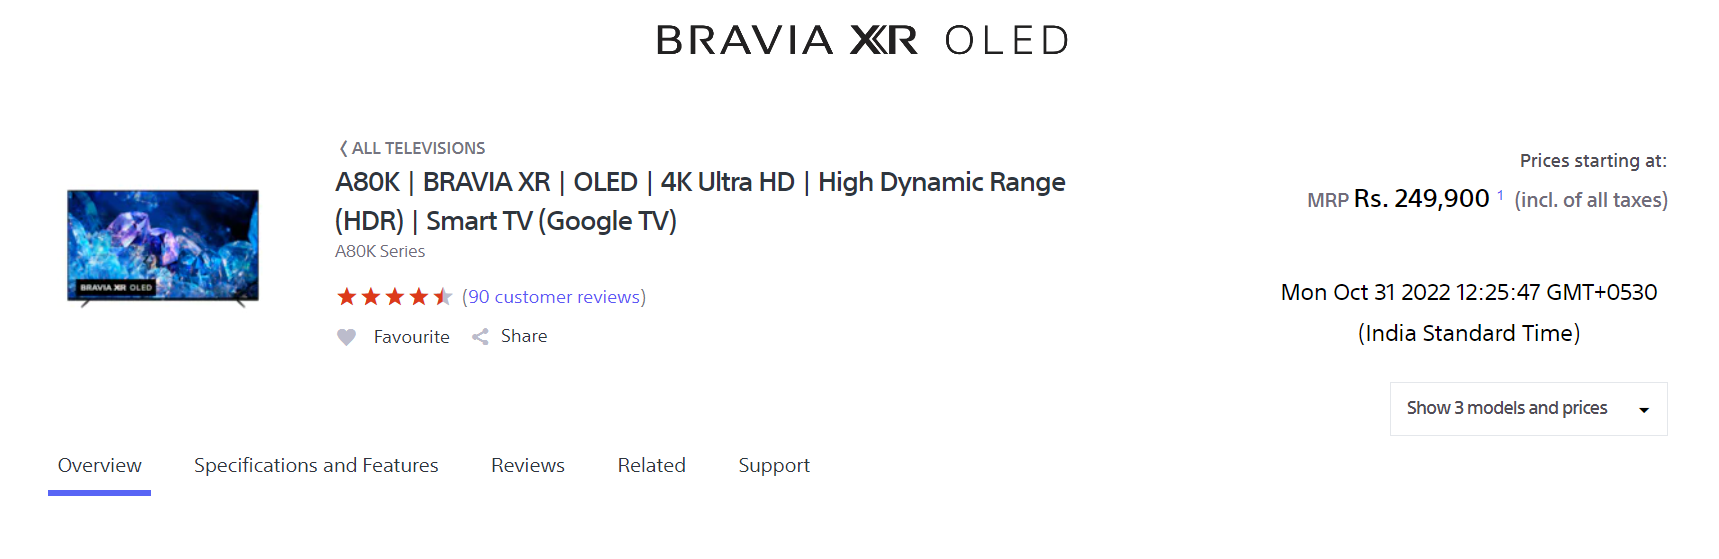 BRAVIA XR OLED
ALL TELEVISIONS
A80K | BRAVIA XR | OLED | 4K Ultra HD | High Dynamic Range
(HDR) | Smart TV (Google TV)
A80K Series
(90 customer reviews)
Favourite Share
BRAVIA XR OLED
Prices starting at:
MRP Rs. 249,900 1 (incl. of all taxes)
Mon Oct 31 2022 12:25:47 GMT+0530
(India Standard Time)
Show 3 models and prices
Overview Specifications and Features Reviews Related Support